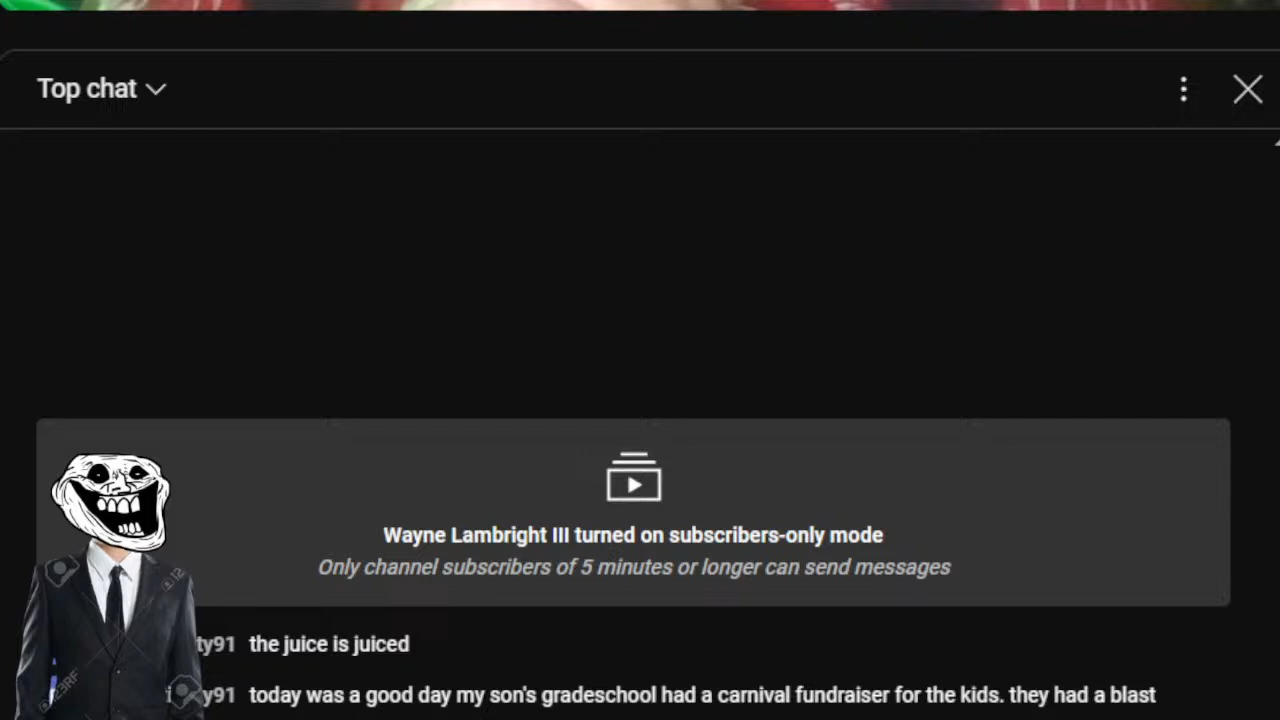 Top chat
Wayne Lambright III turned on subscribers-only mode
Only channel subscribers of 5 minutes or longer can send messages
ty91 the juice is juiced
y91 today was a good day my son's gradeschool had a carnival fundraiser for the kids. they had a blast
123RF